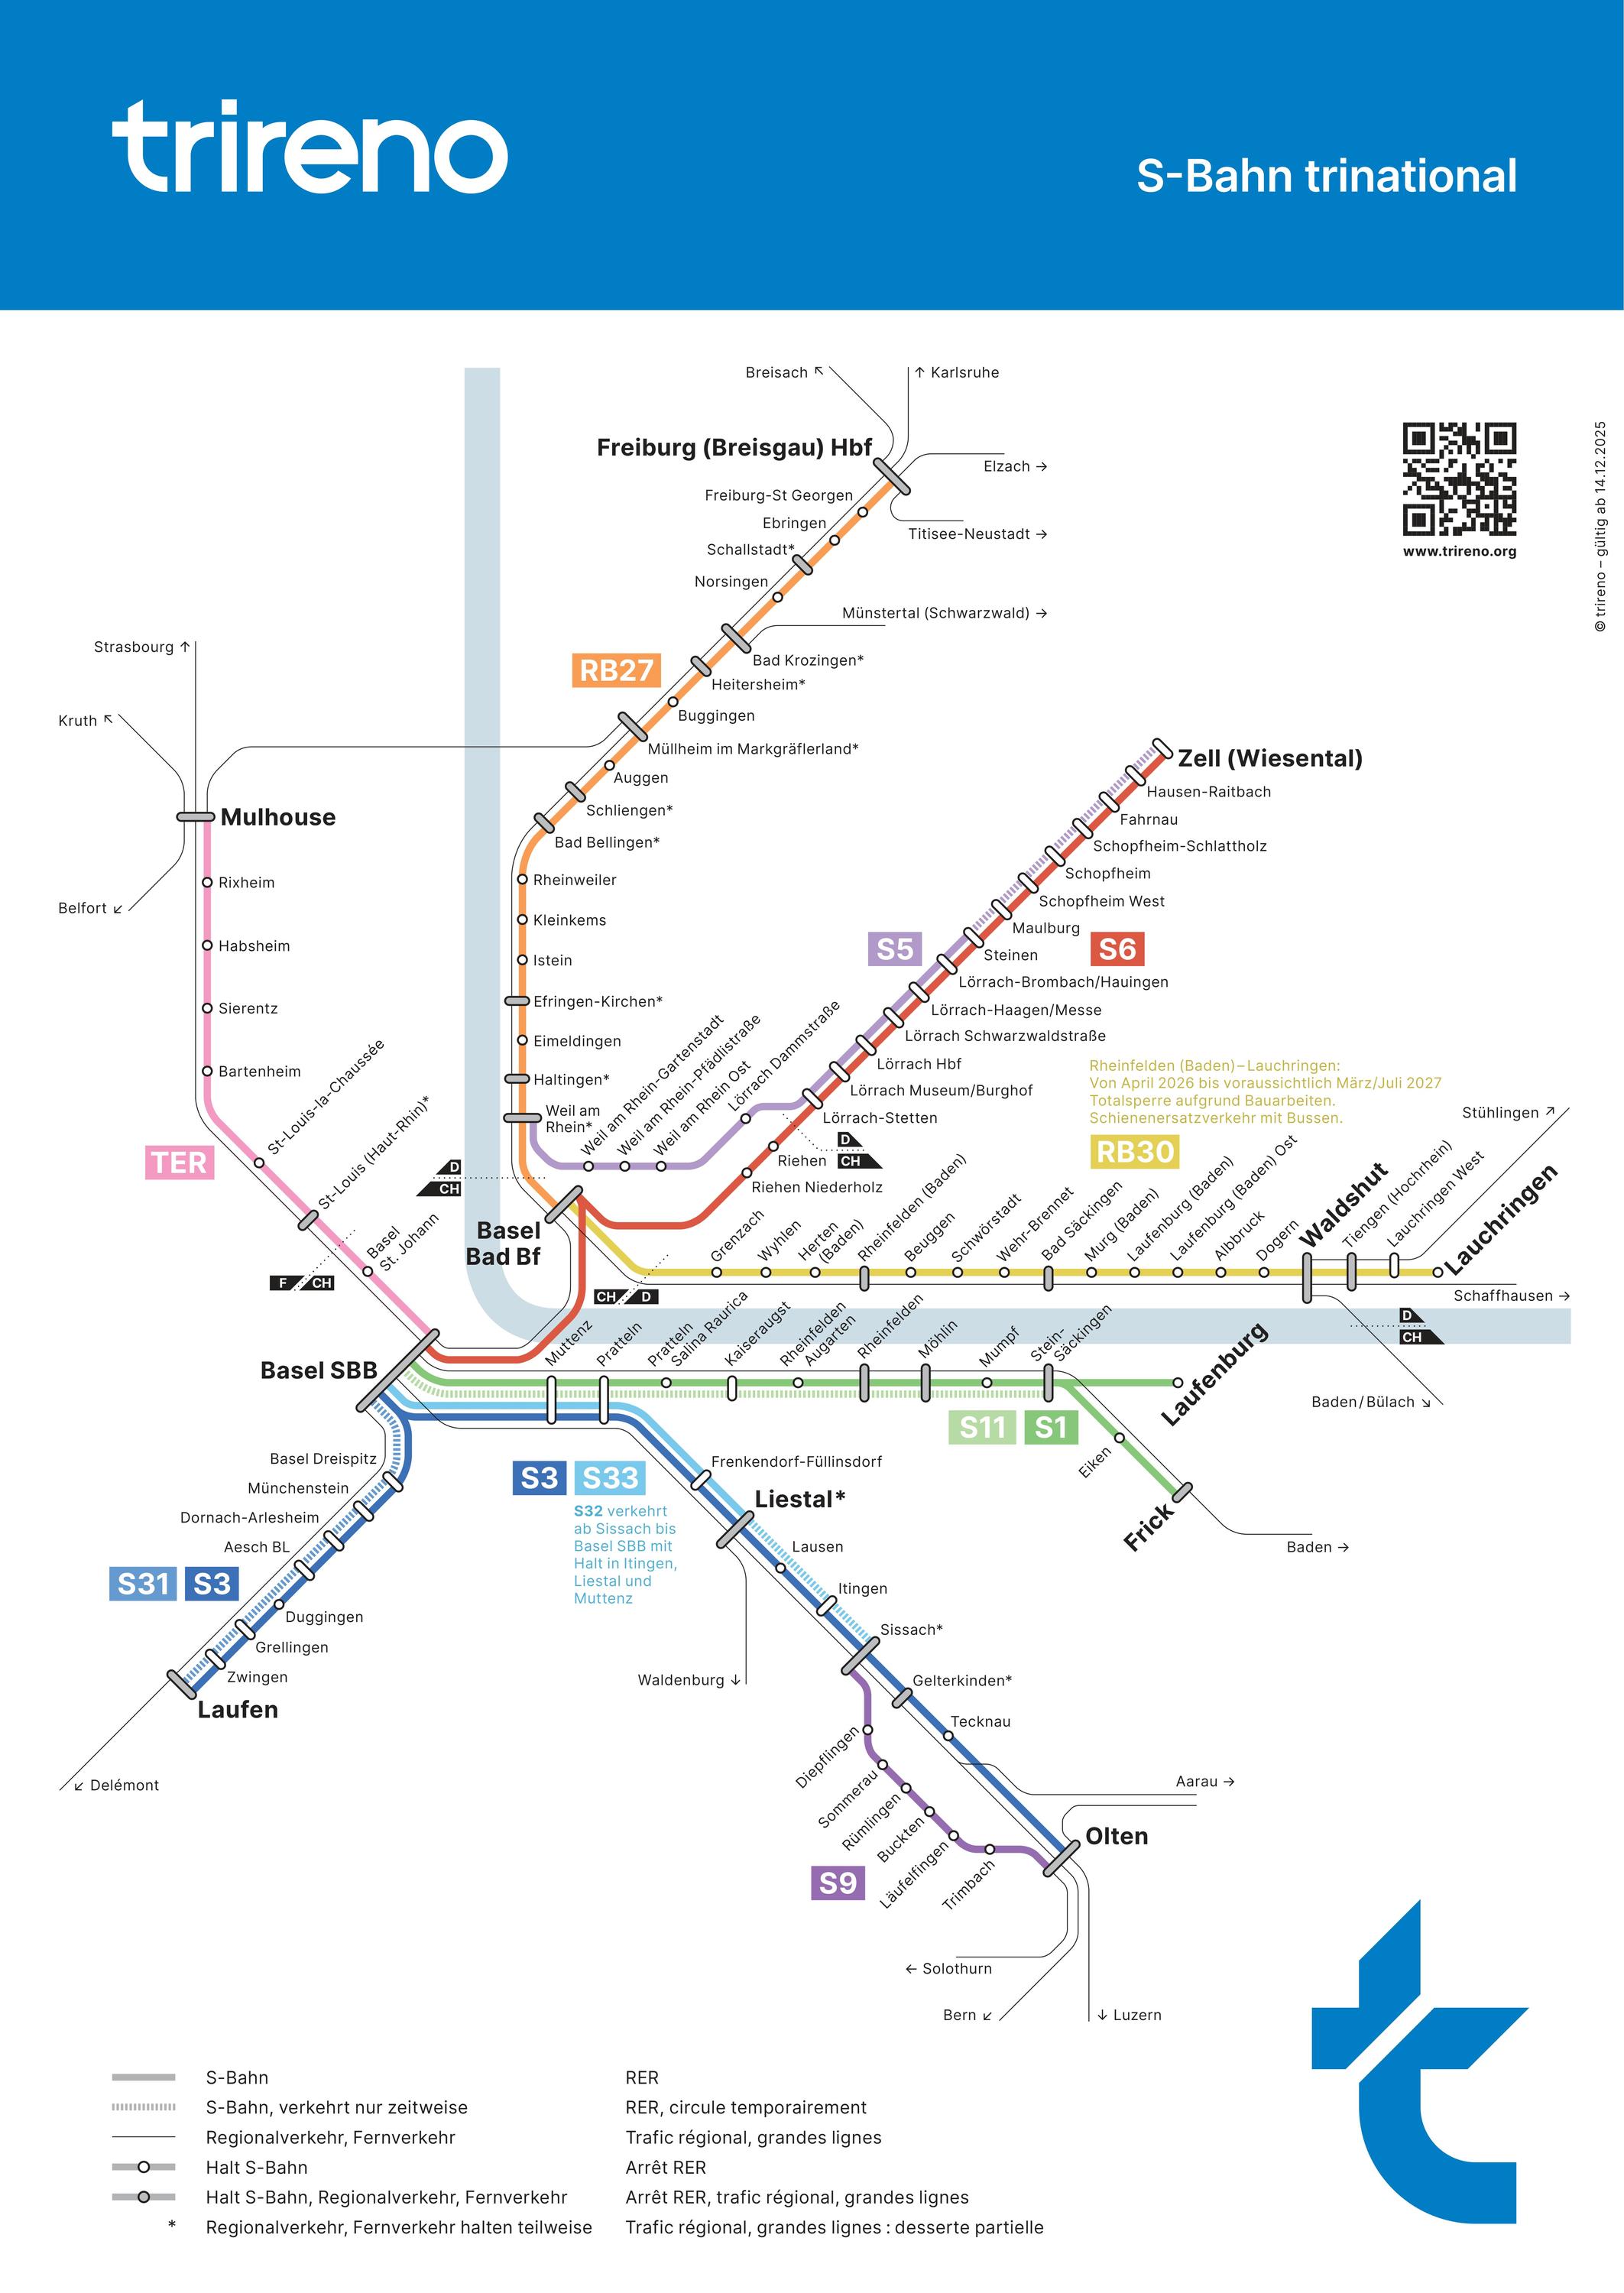 trireno
S-Bahn trinational
© trireno – gültig ab 14.12.2025
www.trireno.org
Breisach ↖
↑ Karlsruhe
Freiburg (Breisgau) Hbf
Elzach →
Freiburg-St Georgen
Ebringen
Titisee-Neustadt →
Schallstadt*
Norsingen
Münstertal (Schwarzwald) →
Bad Krozingen*
Heitersheim*
RB27
Buggingen
Müllheim im Markgräflerland*
Auggen
Schliengen*
Bad Bellingen*
Rheinweiler
Kleinkems
Istein
Efringen-Kirchen*
Eimeldingen
Haltingen*
Weil am
Rhein*
Strasbourg ↑
Kruth ↖
Mulhouse
Belfort ↙
Rixheim
Habsheim
Sierentz
Bartenheim
St-Louis-la-Chaussée
St-Louis (Haut-Rhin)*
TER
Basel
St. Johann
F
CH
D
CH
Zell (Wiesental)
Hausen-Raitbach
Fahrnau
Schopfheim-Schlattholz
Schopfheim
Schopfheim West
Maulburg
Steinen
S5
S6
Lörrach-Brombach/Hauingen
Lörrach-Haagen/Messe
Lörrach Schwarzwaldstraße
Lörrach Hbf
Lörrach Museum/Burghof
Lörrach-Stetten
Weil am Rhein-Gartenstadt
Weil am Rhein-Pfädlistraße
Weil am Rhein Ost
Lörrach Dammstraße
D
CH
Riehen
Riehen Niederholz
Rheinfelden (Baden)–Lauchringen:
Von April 2026 bis voraussichtlich März/Juli 2027
Totalsperre aufgrund Bauarbeiten.
Schienenersatzverkehr mit Bussen.
RB30
Basel
Bad Bf
Grenzach
Wyhlen
Herten
(Baden)
Rheinfelden (Baden)
Beuggen
Schwörstadt
Wehr-Brennet
Bad Säckingen
Murg (Baden)
Laufenburg (Baden)
Laufenburg (Baden) Ost
Albbruck
Dogern
Waldshut
Tiengen (Hochrhein)
Lauchringen West
Lauchringen
Stühlingen ↗
Schaffhausen →
CH
D
D
CH
Baden/Bülach ↘
Basel SBB
Muttenz
Pratteln
Pratteln
Salina Raurica
Kaiseraugst
Rheinfelden
Augarten
Rheinfelden
Möhlin
Mumpf
Stein-
Säckingen
Laufenburg
S11
S1
Eiken
Frick
Baden →
Basel Dreispitz
Münchenstein
Dornach-Arlesheim
Aesch BL
S31
S3
Duggingen
Grellingen
Zwingen
Laufen
↙ Delémont
S3
S33
S32 verkehrt
ab Sissach bis
Basel SBB mit
Halt in Itingen,
Liestal und
Muttenz
Frenkendorf-Füllinsdorf
Liestal*
Lausen
Itingen
Sissach*
Waldenburg ↓
Gelterkinden*
Tecknau
Diepflingen
Sommerau
Rümlingen
Buckten
Läufelfingen
Trimbach
S9
Aarau →
Olten
← Solothurn
Bern ↙
↓ Luzern
S-Bahn
RER
S-Bahn, verkehrt nur zeitweise
RER, circule temporairement
Regionalverkehr, Fernverkehr
Trafic régional, grandes lignes
Halt S-Bahn
Arrêt RER
Halt S-Bahn, Regionalverkehr, Fernverkehr
Arrêt RER, trafic régional, grandes lignes
* Regionalverkehr, Fernverkehr halten teilweise
Trafic régional, grandes lignes : desserte partielle